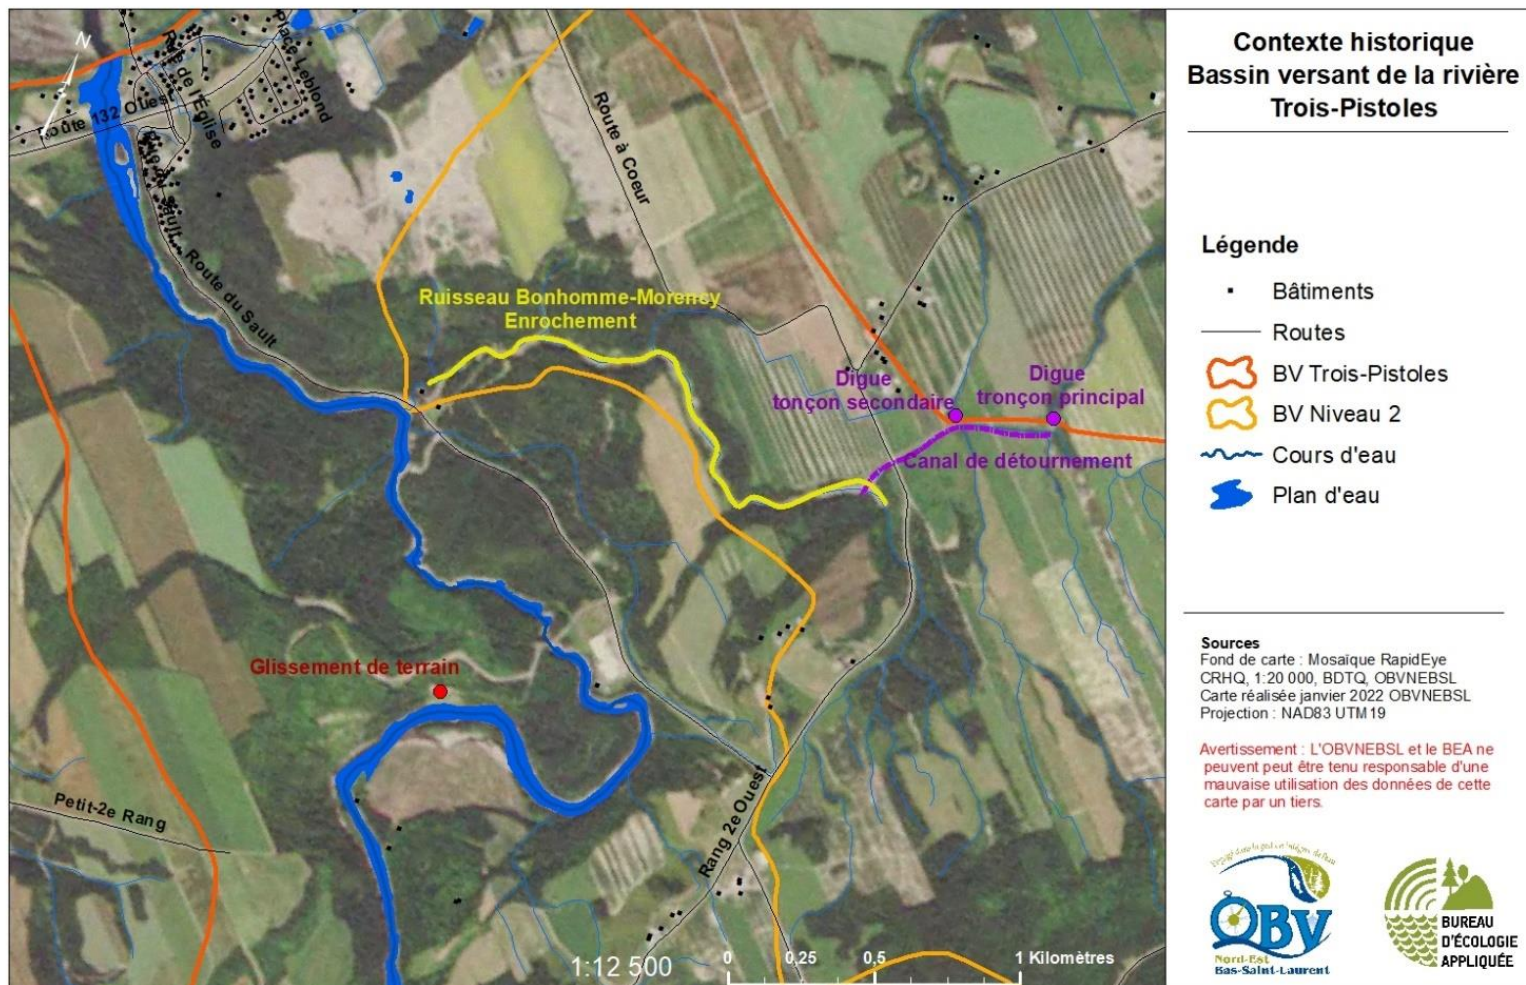 Contexte historique
Bassin versant de la rivière
Trois-Pistoles
Légende
Bâtiments
Routes
BV Trois-Pistoles
BV Niveau 2
Cours d'eau
Plan d'eau
Sources
Fond de carte : Mosaïque RapidEye
CRHQ, 1:20 000, BDTQ, OBVNEBSL
Carte réalisée janvier 2022 OBVNEBSL
Projection : NAD83 UTM19
Avertissement : L'OBVNEBSL et le BEA ne
peuvent peut être tenu responsable d'une
mauvaise utilisation des données de cette
carte par un tiers.
OBV
Nord-Est
Bas-Saint-Laurent
BUREAU
D'ÉCOLOGIE
APPLIQUÉE
N
Place Leblond
Rue de l'Église
Route 132 Ouest
Route à Coeur
Route du Sault
Ruisseau Bonhomme-Morency
Enrochement
Digue
tonçon secondaire
Digue
tronçon principal
Canal de détournement
Glissement de terrain
Petit-2e Rang
Rang 2e Ouest
1:12 500
0 0,25 0,5 1 Kilomètres